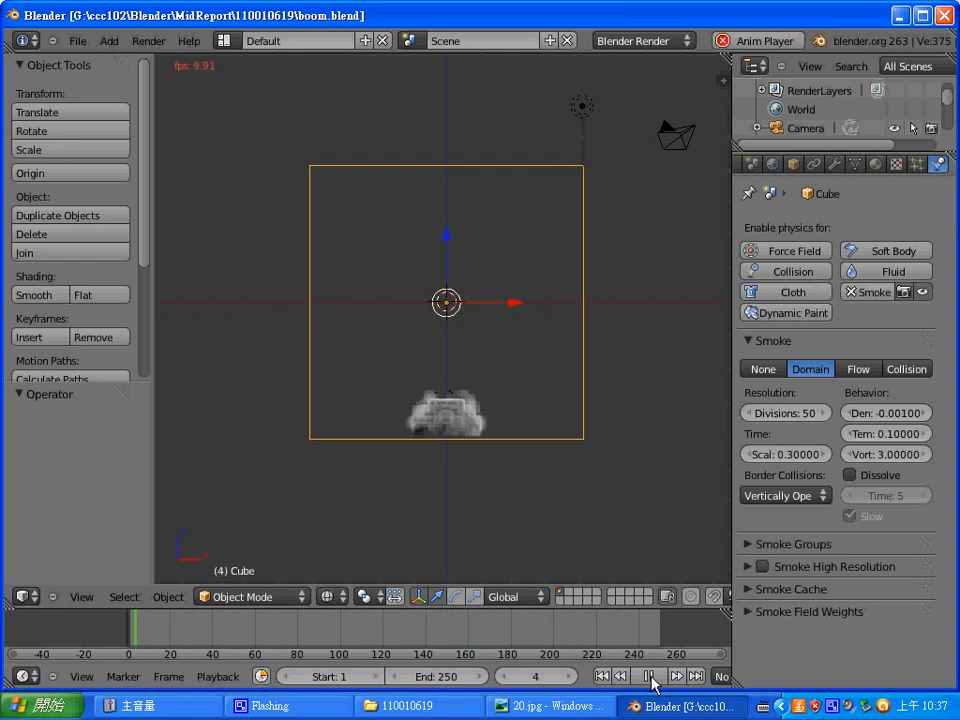 Blender [G:\ccc102\Blender\MidReport\110010619\boom.blend]
File Add Render Help Default Scene Blender Render Anim Player blender.org 263 | Ve:375
Object Tools
fps: 9.91
View Search All Scenes
Transform:
RenderLayers
Translate
World
Rotate
Camera
Scale
Origin
Cube
Object:
Enable physics for:
Duplicate Objects
Force Field Soft Body
Delete
Collision Fluid
Join
Cloth Smoke
Shading:
Dynamic Paint
Smooth Flat
Keyframes:
Smoke
Insert Remove
Motion Paths:
None Domain Flow Collision
Calculate Paths
Operator
Resolution: Behavior:
Divisions: 50 Den: -0.00100
Time: Tem: 0.10000
Scal: 0.30000 Vort: 3.00000
Border Collisions: Dissolve
Vertically Ope Time: 5
Slow
Smoke Groups
Smoke High Resolution
Smoke Cache
Smoke Field Weights
(4) Cube
View Select Object Object Mode Global
-40 -20 0 20 40 60 80 100 120 140 160 180 200 220 240 260
View Marker Frame Playback Start: 1 End: 250 4 No
開始 主音量 Flashing 110010619 20.jpg - Windows ... Blender [G:\ccc10... 上午 10:37